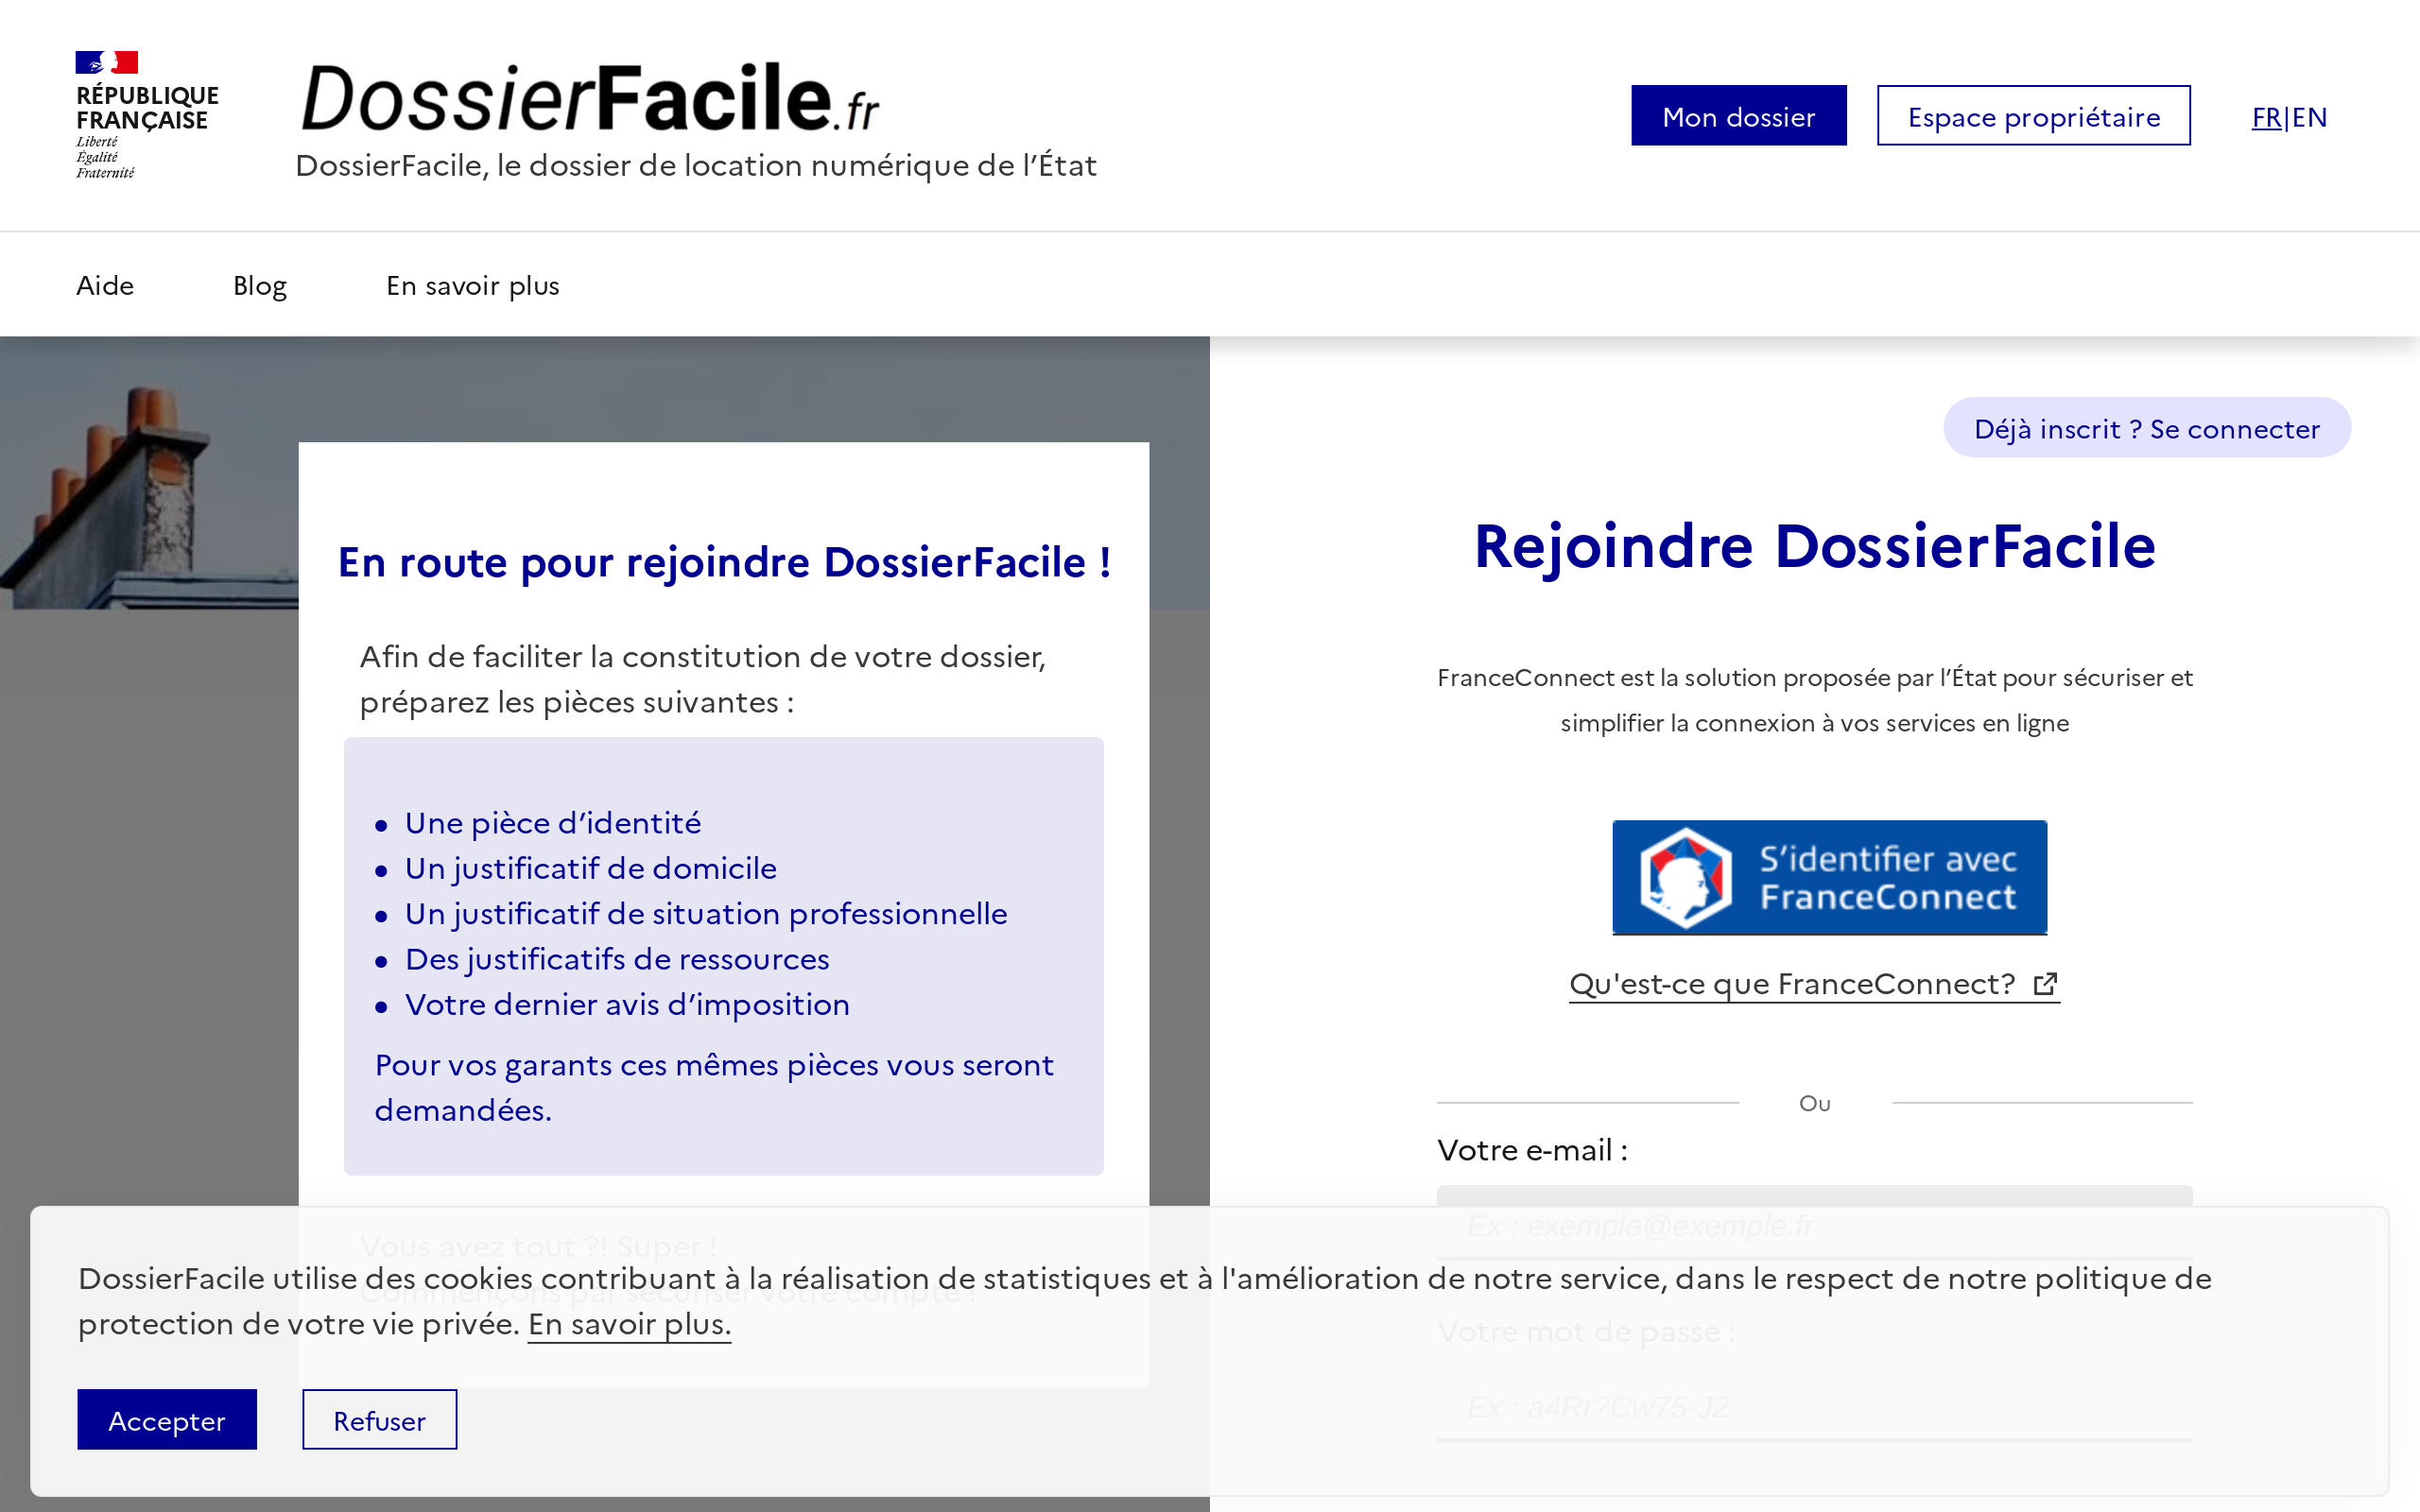 RÉPUBLIQUE
FRANÇAISE
Liberté
Égalité
Fraternité
DossierFacile.fr
DossierFacile, le dossier de location numérique de l’État
Mon dossier
Espace propriétaire
FR|EN
Aide
Blog
En savoir plus
En route pour rejoindre DossierFacile !
Afin de faciliter la constitution de votre dossier,
préparez les pièces suivantes :
• Une pièce d’identité
• Un justificatif de domicile
• Un justificatif de situation professionnelle
• Des justificatifs de ressources
• Votre dernier avis d’imposition
Pour vos garants ces mêmes pièces vous seront
demandées.
Vous avez tout ?! Super !
Commençons par sécuriser votre compte !
Déjà inscrit ? Se connecter
Rejoindre DossierFacile
FranceConnect est la solution proposée par l’État pour sécuriser et
simplifier la connexion à vos services en ligne
S’identifier avec
FranceConnect
Qu'est-ce que FranceConnect?
Ou
Votre e-mail :
Ex : exemple@exemple.fr
Votre mot de passe :
Ex : a4Rr?Cw75-J2
DossierFacile utilise des cookies contribuant à la réalisation de statistiques et à l'amélioration de notre service, dans le respect de notre politique de
protection de votre vie privée. En savoir plus.
Accepter
Refuser